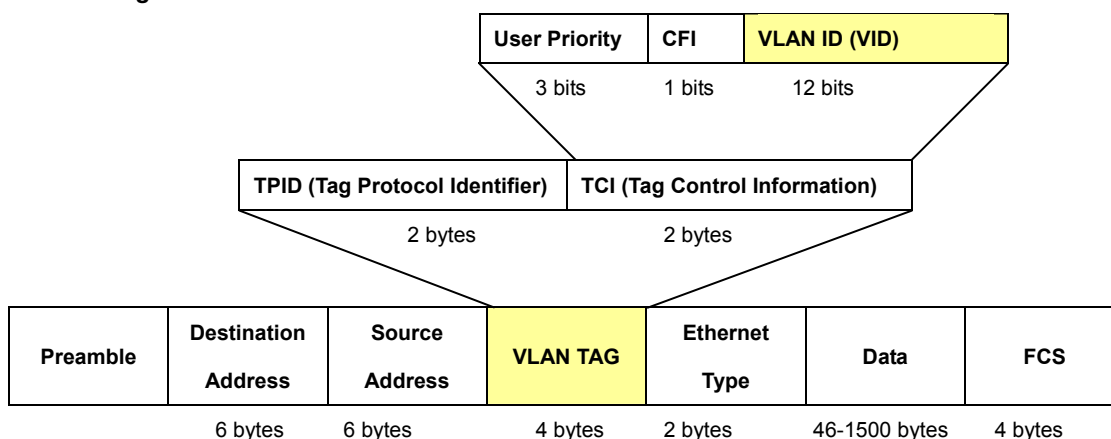 User Priority CFI VLAN ID (VID)
3 bits 1 bits 12 bits
TPID (Tag Protocol Identifier) TCI (Tag Control Information)
2 bytes 2 bytes
Preamble Destination Address Source Address VLAN TAG Ethernet Type Data FCS
6 bytes 6 bytes 4 bytes 2 bytes 46-1500 bytes 4 bytes